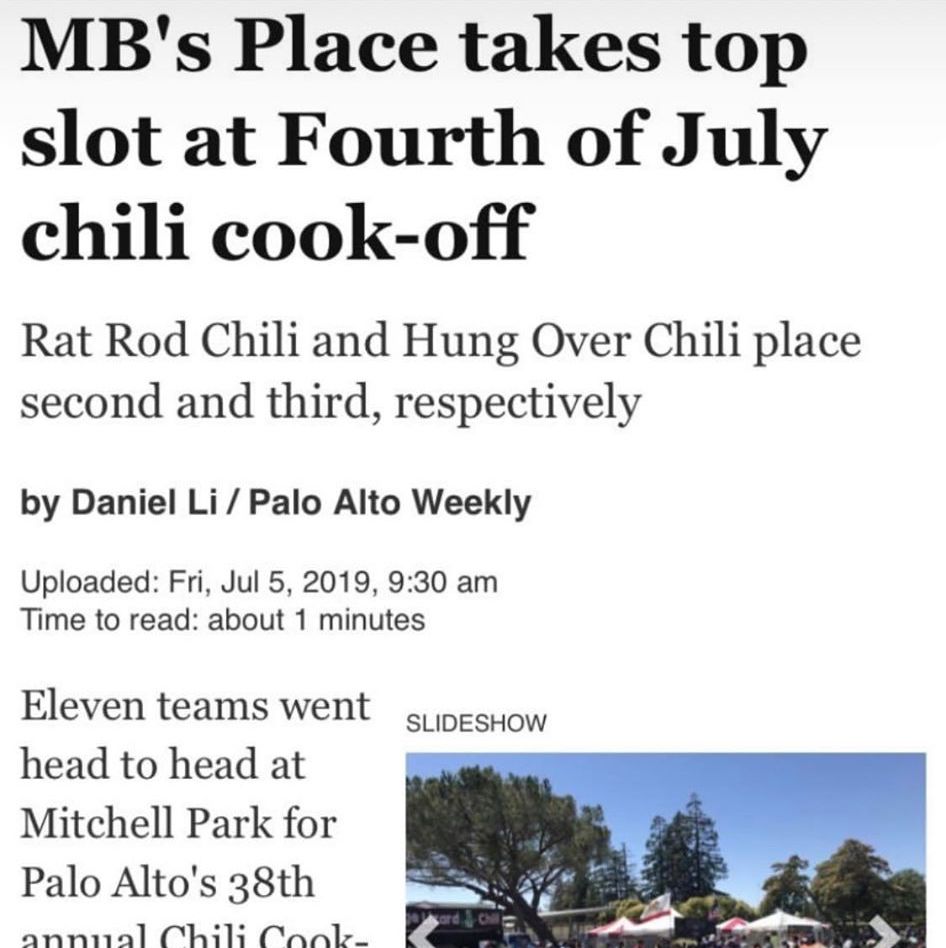 MB's Place takes top
slot at Fourth of July
chili cook-off
Rat Rod Chili and Hung Over Chili place
second and third, respectively
by Daniel Li / Palo Alto Weekly
Uploaded: Fri, Jul 5, 2019, 9:30 am
Time to read: about 1 minutes
Eleven teams went
head to head at
Mitchell Park for
Palo Alto's 38th
annual Chili Cook-
SLIDESHOW
Chili